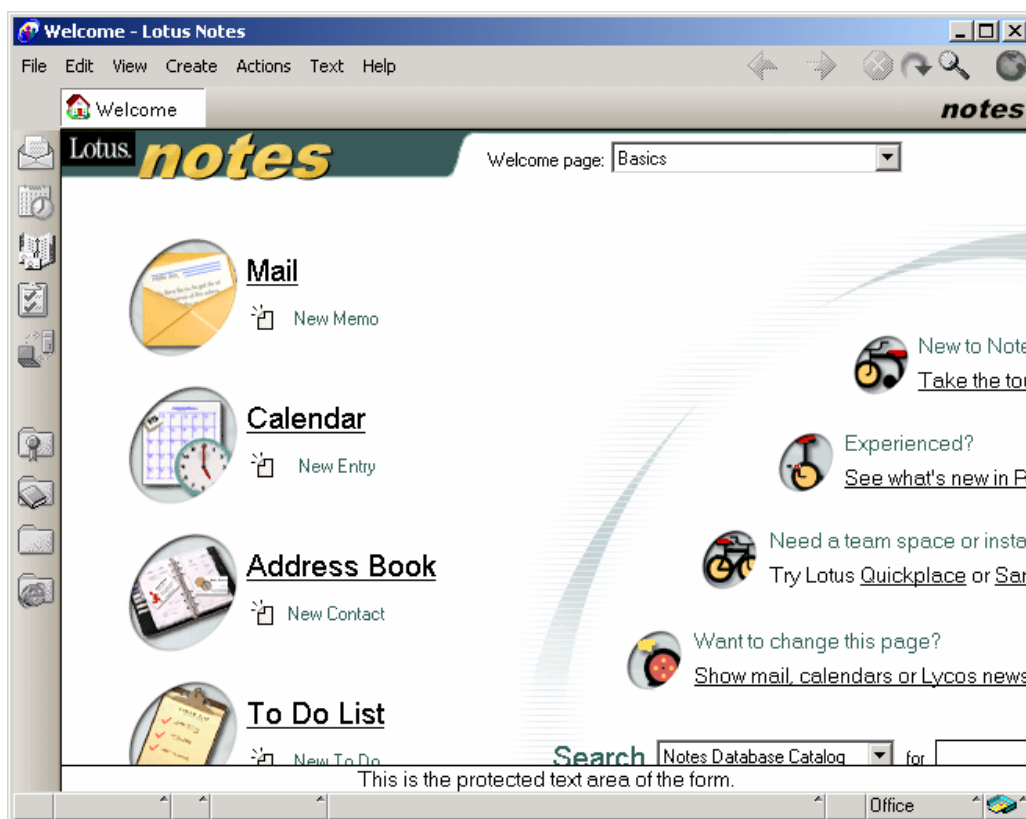 Welcome - Lotus Notes
File Edit View Create Actions Text Help
Welcome
notes
Lotus. notes
Welcome page: Basics
Mail
New Memo
New to Note
Take the tou
Calendar
New Entry
Experienced?
See what's new in
Need a team space or insta
Try Lotus Quickplace or Sar
Address Book
New Contact
Want to change this page?
Show mail, calendars or Lycos news
To Do List
New To Do
Search Notes Database Catalog for
This is the protected text area of the form.
Office